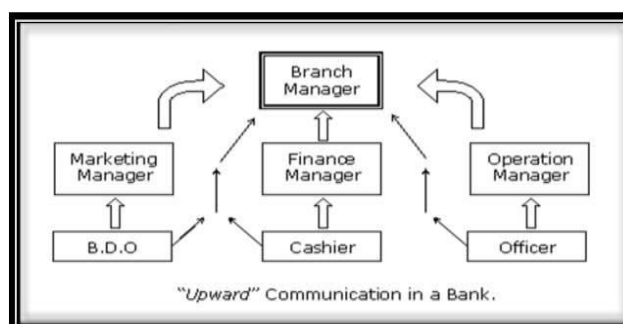 Branch
Manager
Marketing
Manager
Finance
Manager
Operation
Manager
B.D.O
Cashier
Officer
"Upward" Communication in a Bank.